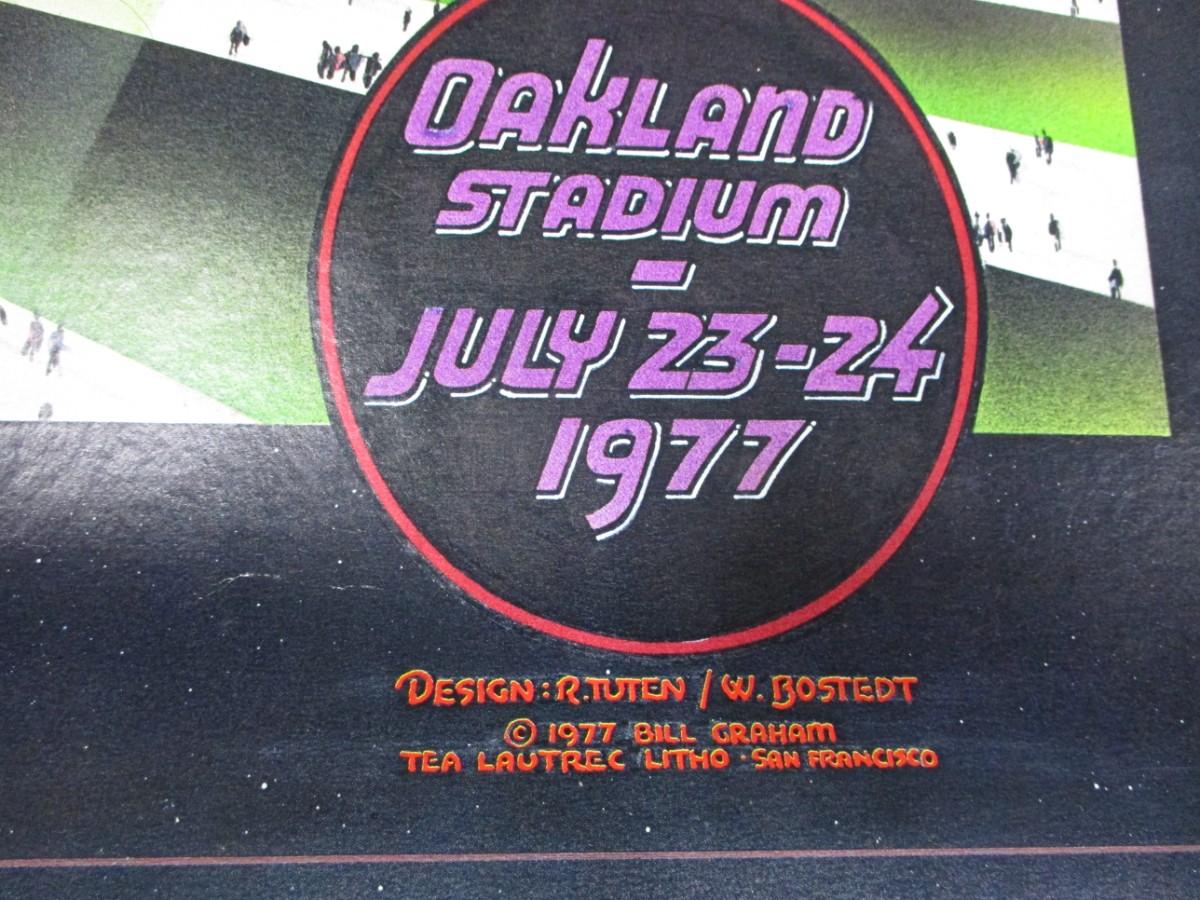 OAKLAND
STADIUM
-
JULY 23-24
1977
DESIGN: R. TUTEN / W. BOSTEDT
© 1977 BILL GRAHAM
TEA LAUTREC LITHO · SAN FRANCISCO